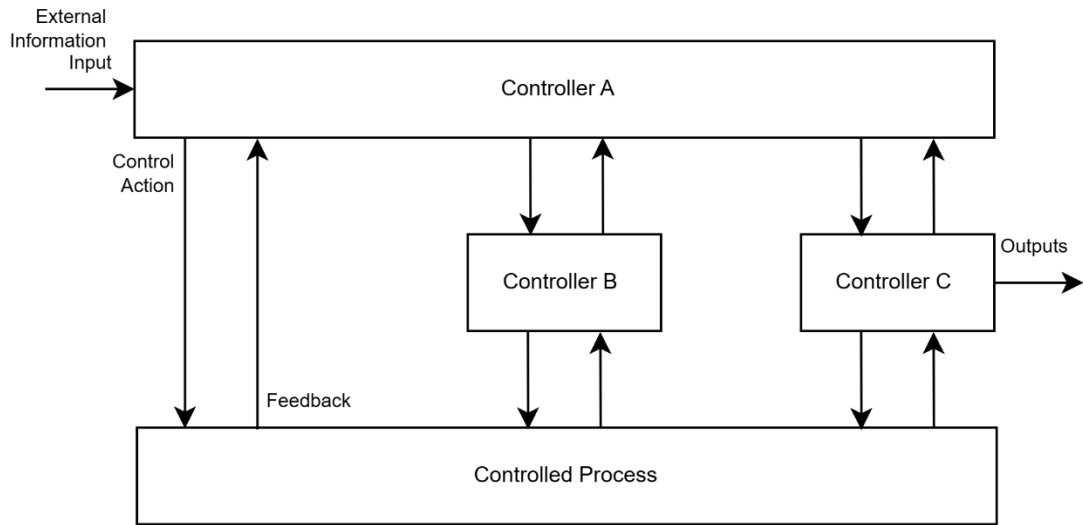 External
Information
Input
Controller A
Control
Action
Controller B
Controller C
Outputs
Feedback
Controlled Process